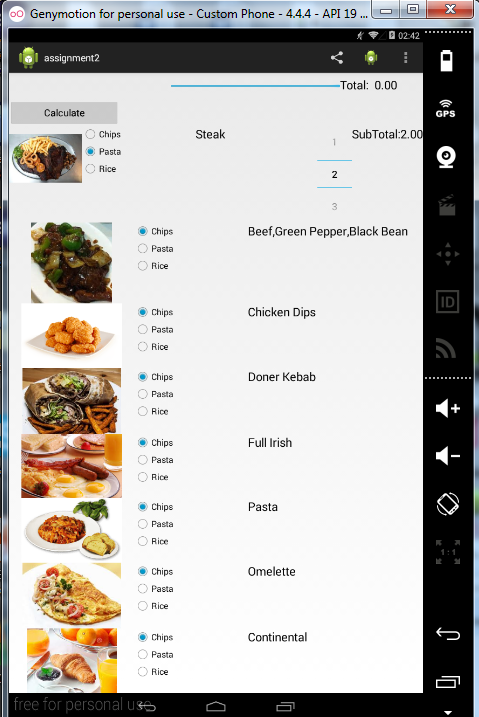 Genymotion for personal use - Custom Phone - 4.4.4 - API 19 ...
02:42
assignment2
Total: 0.00
Calculate
Chips
Pasta
Rice
Steak
1
2
3
SubTotal:2.00
Chips
Pasta
Rice
Beef,Green Pepper,Black Bean
Chips
Pasta
Rice
Chicken Dips
Chips
Pasta
Rice
Doner Kebab
Chips
Pasta
Rice
Full Irish
Chips
Pasta
Rice
Pasta
Chips
Pasta
Rice
Omelette
Chips
Pasta
Rice
Continental
free for personal use
GPS
ID
1:1